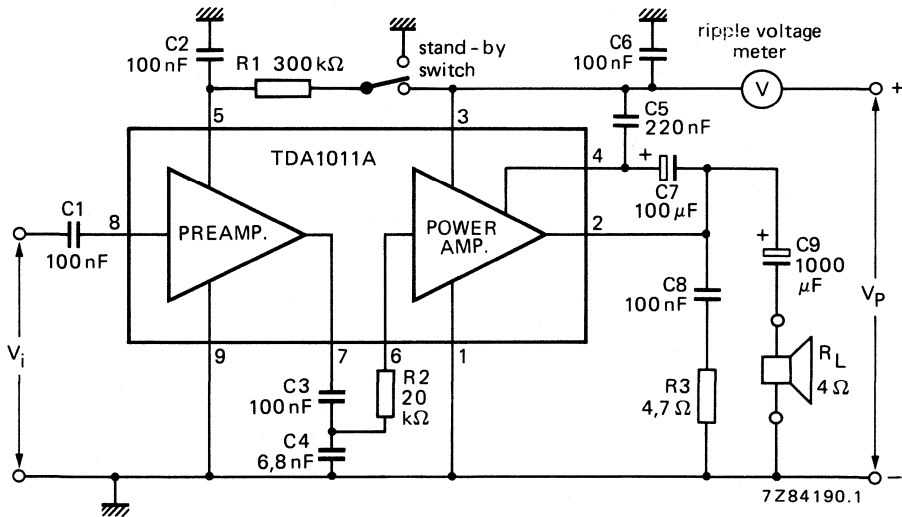 C2
100 nF
R1 300 kΩ
stand-by
switch
C6
100 nF
ripple voltage
meter
V
+
5
3
C5
220 nF
TDA1011A
4
+
C7
100 µF
C1
100 nF
8
PREAMP.
POWER
AMP.
2
+
C9
1000
µF
C8
100 nF
Vi
VP
9
7
6
1
C3
100 nF
R2
20
kΩ
R3
4,7 Ω
RL
4 Ω
C4
6,8 nF
−
7Z84190.1